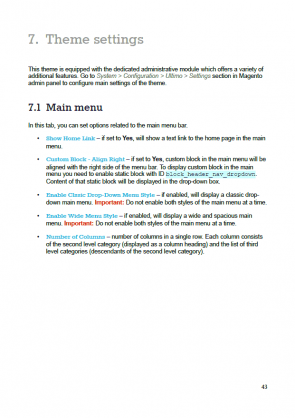 7. Theme settings
This theme is equipped with the dedicated administrative module which offers a variety of
additional features. Go to System > Configuration > Ultimo > Settings section in Magento
admin panel to configure main settings of the theme.
7.1 Main menu
In this tab, you can set options related to the main menu bar.
• Show Home Link – if set to Yes, will show a text link to the home page in the main
menu.
• Custom Block - Align Right – if set to Yes, custom block in the main menu will be
aligned with the right side of the menu bar. To display custom block in the main
menu you need to enable static block with ID block_header_nav_dropdown.
Content of that static block will be displayed in the drop-down box.
• Enable Clasic Drop-Down Menu Style – if enabled, will display a classic drop-
down main menu. Important: Do not enable both styles of the main menu at a time.
• Enable Wide Menu Style – if enabled, will display a wide and spacious main
menu. Important: Do not enable both styles of the main menu at a time.
• Number of Columns – number of columns in a single row. Each column consists
of the second level category (displayed as a column heading) and the list of third
level categories (descendants of the second level category).
43